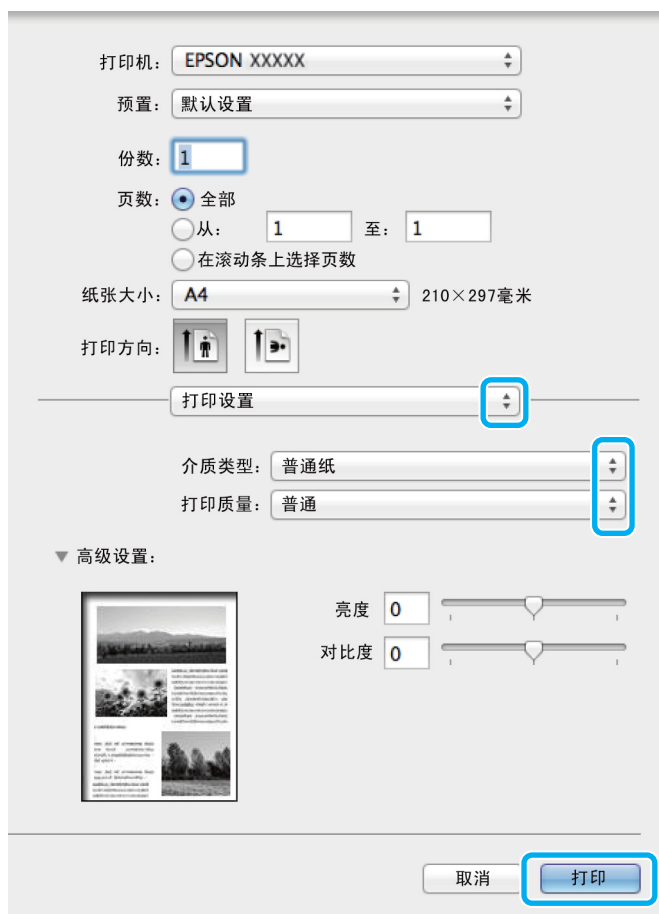 打印机： EPSON XXXXX
预置： 默认设置
份数： 1
页数： 全部
从： 1 至： 1
在滚动条上选择页数
纸张大小： A4 210×297毫米
打印方向：
打印设置
介质类型： 普通纸
打印质量： 普通
高级设置：
亮度 0
对比度 0
取消 打印